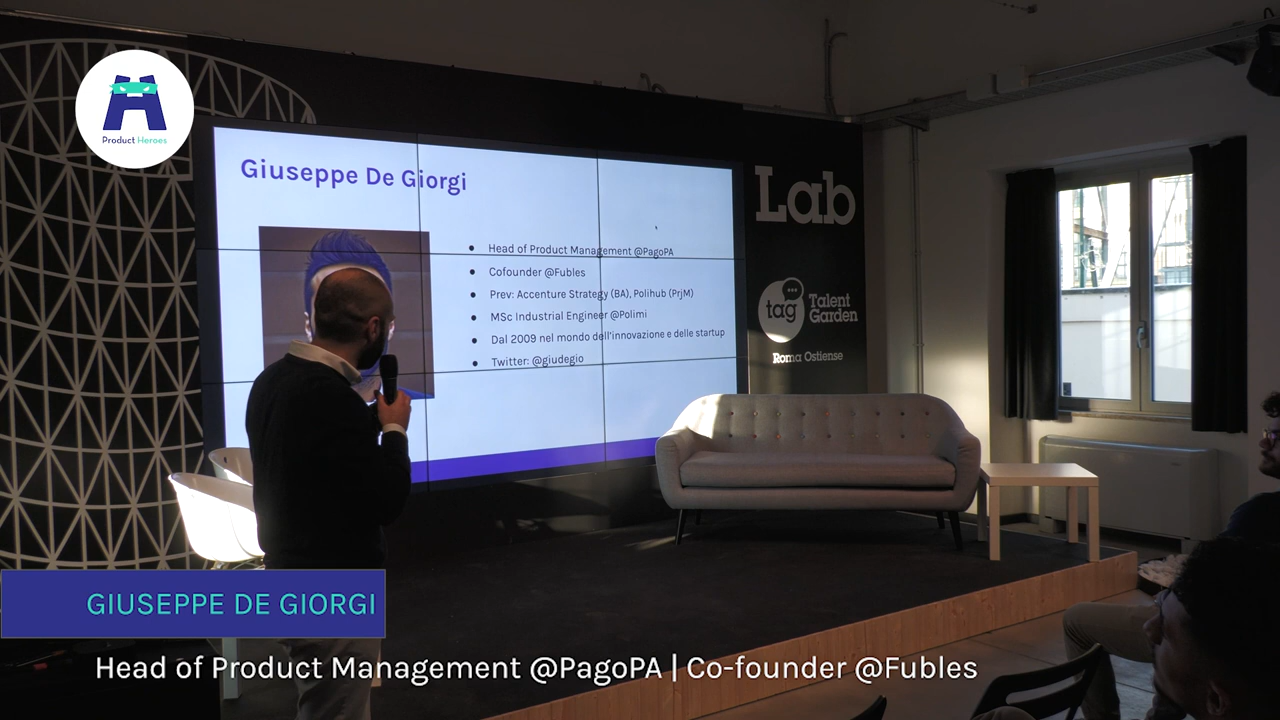 Product Heroes
Giuseppe De Giorgi
Head of Product Management @PagoPA
Cofounder @Fubles
Prev: Accenture Strategy (BA), Polihub (PrjM)
MSc Industrial Engineer @Polimi
Dal 2009 nel mondo dell'innovazione e delle startup
Twitter: @giudegio
Lab
tag
Talent
Garden
Roma Ostiense
GIUSEPPE DE GIORGI
Head of Product Management @PagoPA | Co-founder @Fubles